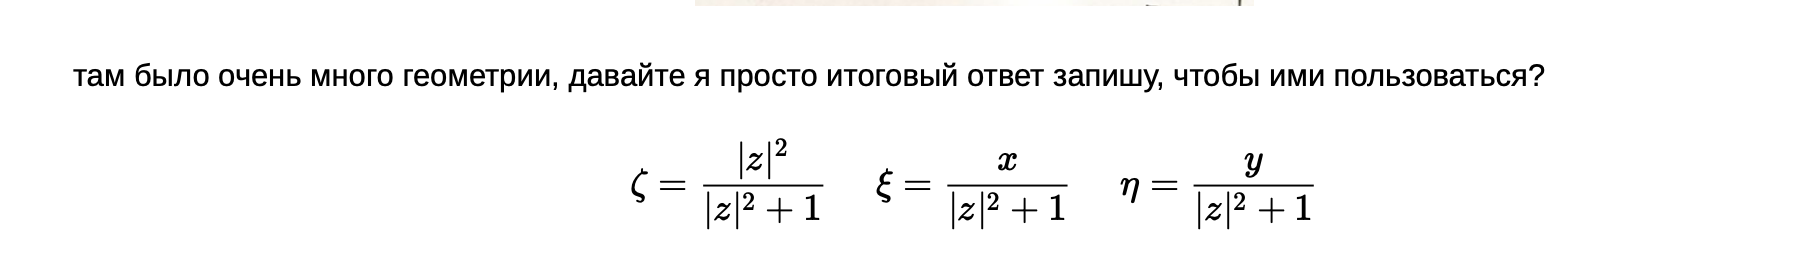 там было очень много геометрии, давайте я просто итоговый ответ запишу, чтобы ими пользоваться?
ζ = |z|² / (|z|² + 1) ξ = x / (|z|² + 1) η = y / (|z|² + 1)